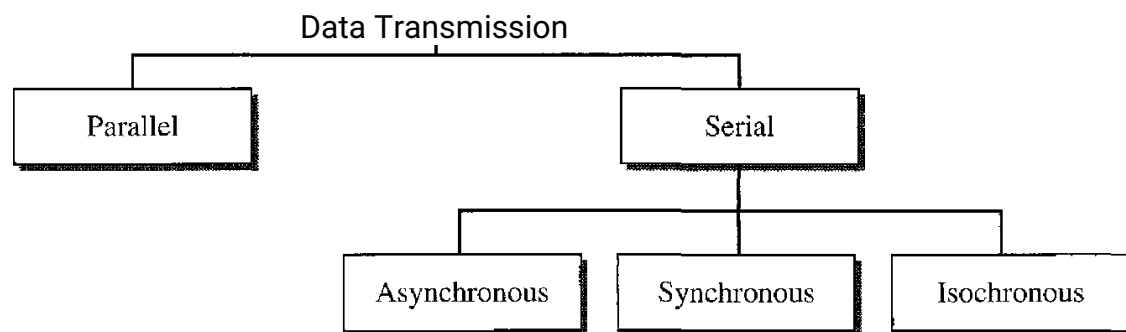 Data Transmission
Parallel
Serial
Asynchronous
Synchronous
Isochronous